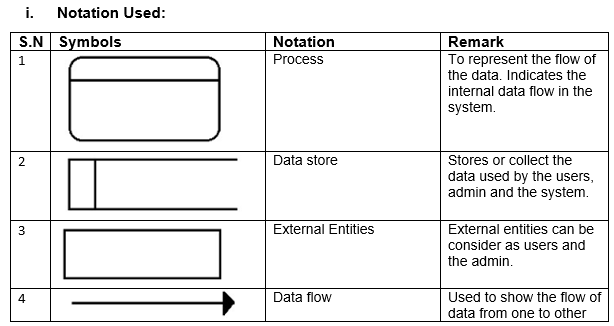 i. Notation Used:
S.N Symbols Notation Remark
1 Process To represent the flow of
the data. Indicates the
internal data flow in the
system.
2 Data store Stores or collect the
data used by the users,
admin and the system.
3 External Entities External entities can be
consider as users and
the admin.
4 Data flow Used to show the flow of
data from one to other